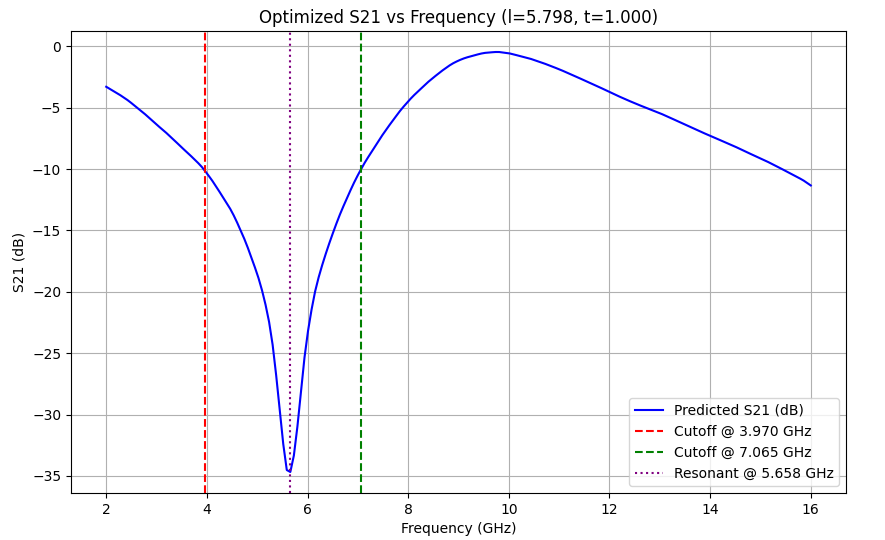 Optimized S21 vs Frequency (l=5.798, t=1.000)
S21 (dB)
0
−5
−10
−15
−20
−25
−30
−35
2
4
6
8
10
12
14
16
Frequency (GHz)
Predicted S21 (dB)
Cutoff @ 3.970 GHz
Cutoff @ 7.065 GHz
Resonant @ 5.658 GHz